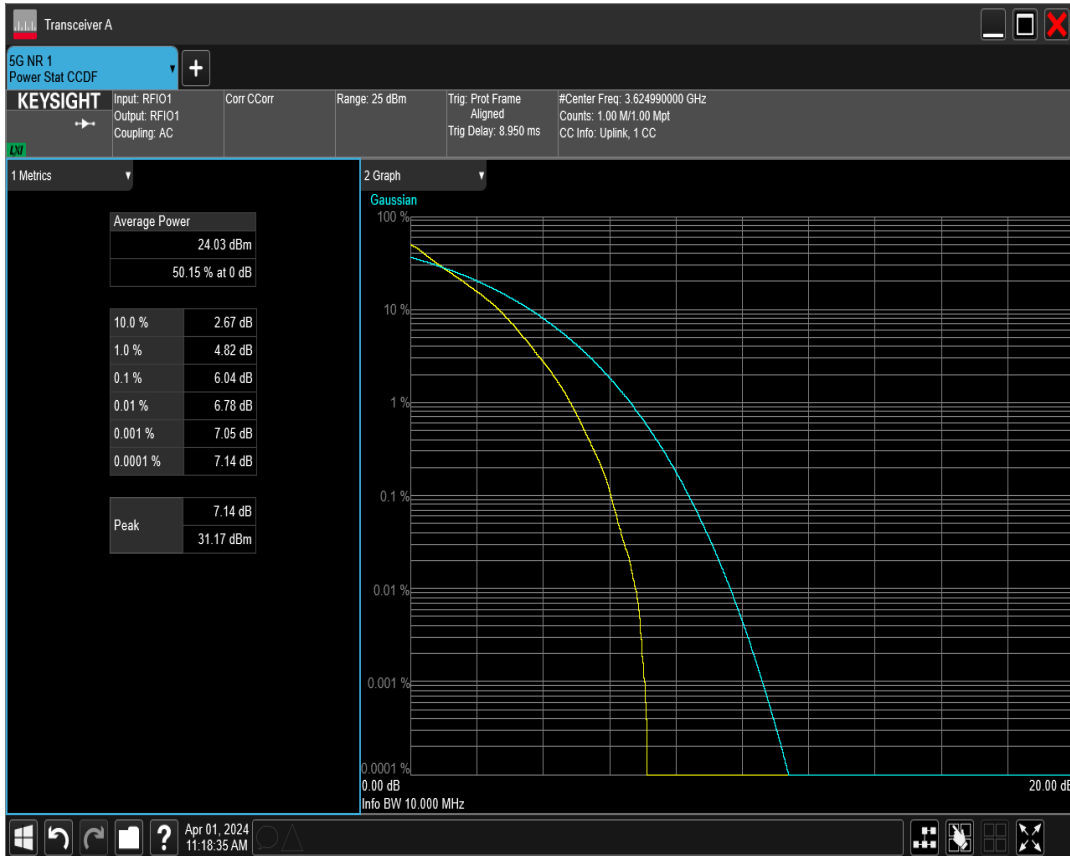 Transceiver A
5G NR 1
Power Stat CCDF
+
KEYSIGHT
LXI
Input: RFIO1
Output: RFIO1
Coupling: AC
Corr CCorr
Range: 25 dBm
Trig: Prot Frame
Aligned
Trig Delay: 8.950 ms
#Center Freq: 3.624990000 GHz
Counts: 1.00 M/1.00 Mpt
CC Info: Uplink, 1 CC
1 Metrics
Average Power
24.03 dBm
50.15 % at 0 dB
10.0 % 2.67 dB
1.0 % 4.82 dB
0.1 % 6.04 dB
0.01 % 6.78 dB
0.001 % 7.05 dB
0.0001 % 7.14 dB
Peak
7.14 dB
31.17 dBm
2 Graph
Gaussian
100 %
10 %
1 %
0.1 %
0.01 %
0.001 %
0.0001 %
0.00 dB 20.00 dB
Info BW 10.000 MHz
?
Apr 01, 2024
11:18:35 AM